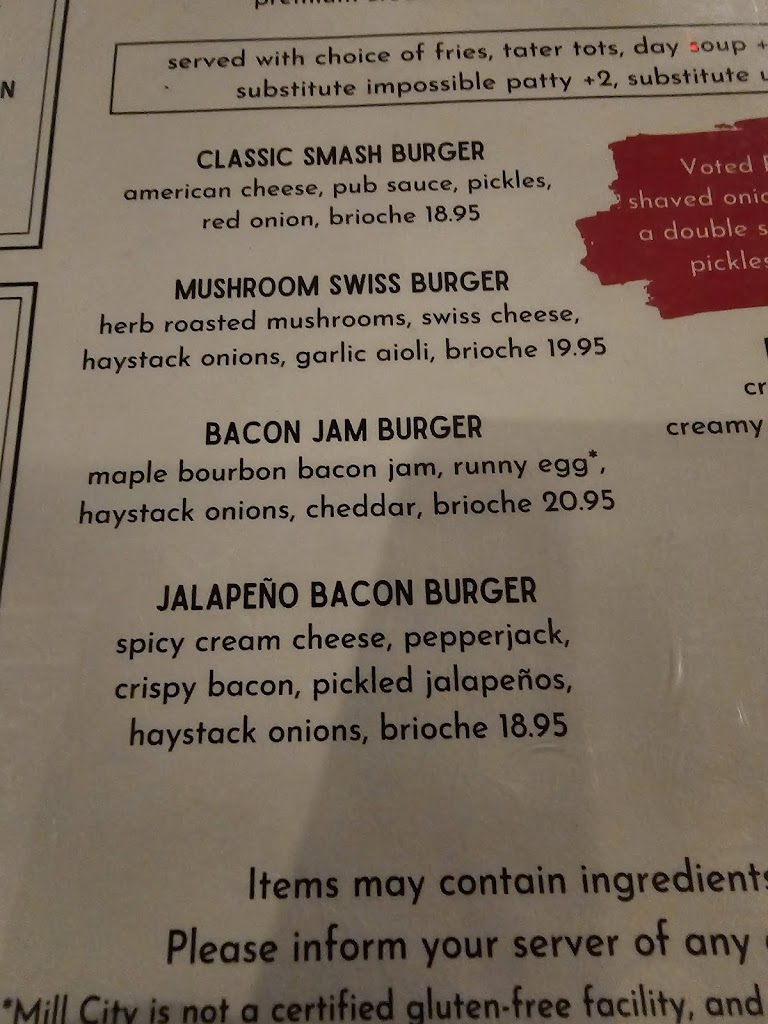 N
served with choice of fries, tater tots, day soup +
substitute impossible patty +2, substitute
CLASSIC SMASH BURGER
american cheese, pub sauce, pickles,
red onion, brioche 18.95
MUSHROOM SWISS BURGER
herb roasted mushrooms, swiss cheese,
haystack onions, garlic aioli, brioche 19.95
BACON JAM BURGER
maple bourbon bacon jam, runny egg*,
haystack onions, cheddar, brioche 20.95
JALAPEÑO BACON BURGER
spicy cream cheese, pepperjack,
crispy bacon, pickled jalapeños,
haystack onions, brioche 18.95
Voted
shaved
a double
pickles
cr
creamy
Items may contain ingredients
Please inform your server of any
*Mill City is not a certified gluten-free facility, and